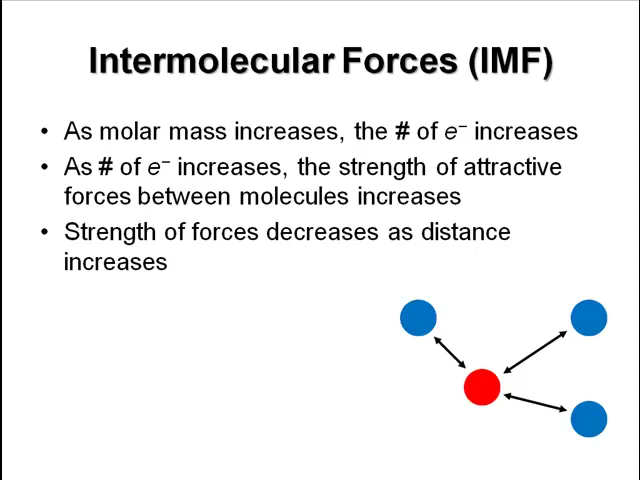 Intermolecular Forces (IMF)
• As molar mass increases, the # of e⁻ increases
• As # of e⁻ increases, the strength of attractive
forces between molecules increases
• Strength of forces decreases as distance
increases